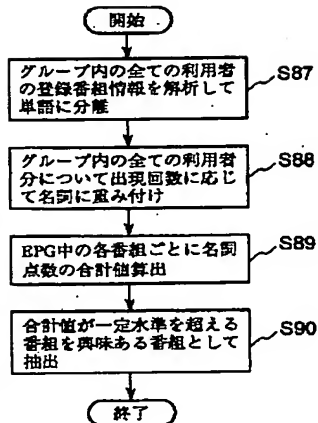 開始
グループ内の全ての利用者
の登録番組情報を解析して
単語に分離
S87
グループ内の全ての利用者
分について出現回数に応じ
て名詞に重み付け
S88
EPG中の各番組ごとに名詞
点数の合計値算出
S89
合計値が一定水準を超える
番組を興味ある番組として
抽出
S90
終了